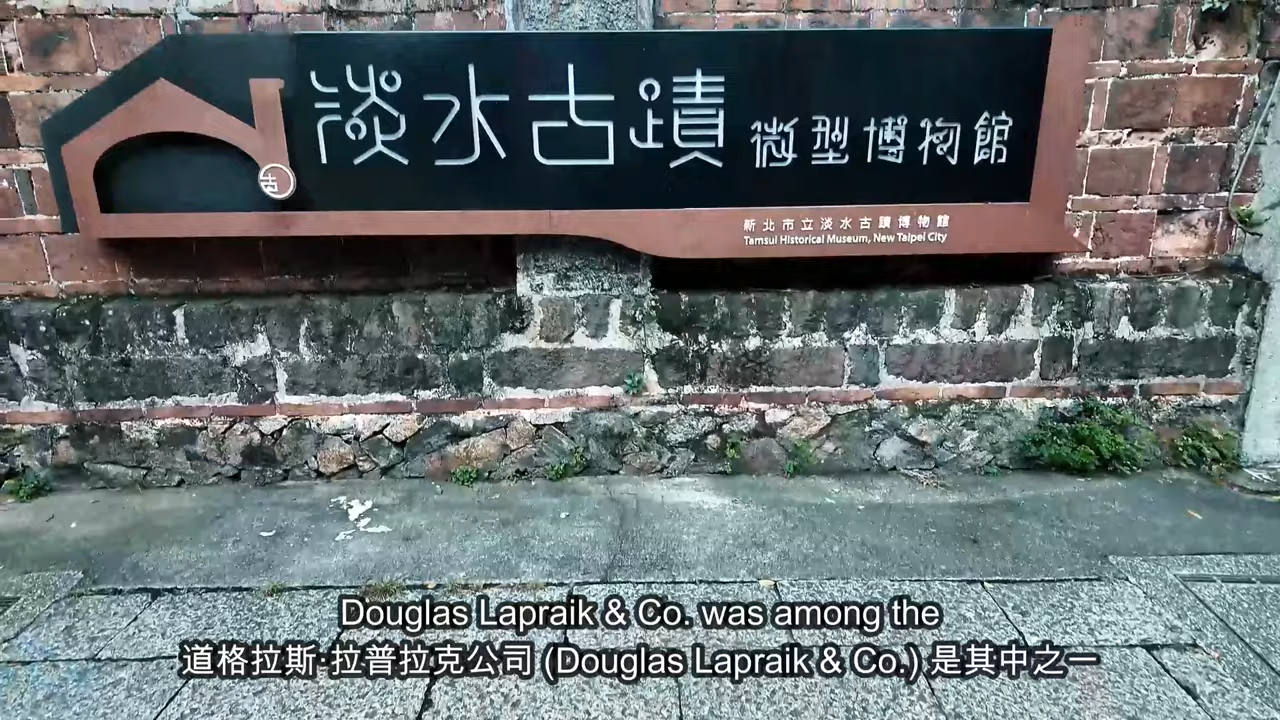 淡水古蹟微型博物館
古
新北市立淡水古蹟博物館
Tamsui Historical Museum, New Taipei City
Douglas Lapraik & Co. was among the
道格拉斯·拉普拉克公司 (Douglas Lapraik & Co.) 是其中之一